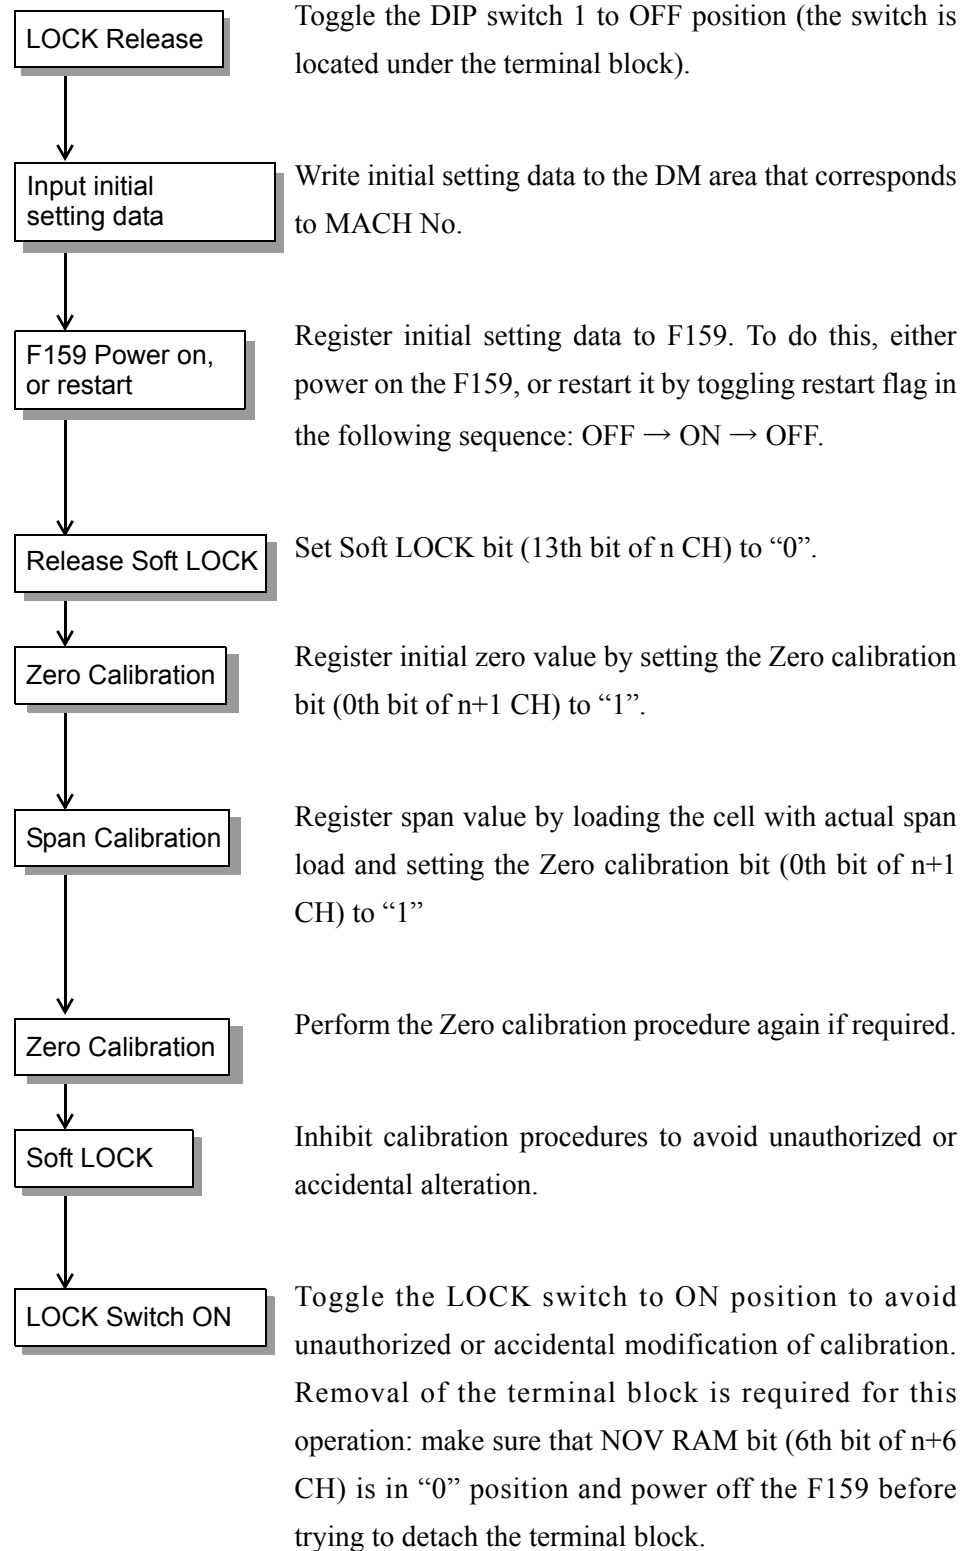 LOCK Release
Toggle the DIP switch 1 to OFF position (the switch is
located under the terminal block).
Input initial
setting data
Write initial setting data to the DM area that corresponds
to MACH No.
F159 Power on,
or restart
Register initial setting data to F159. To do this, either
power on the F159, or restart it by toggling restart flag in
the following sequence: OFF → ON → OFF.
Release Soft LOCK
Set Soft LOCK bit (13th bit of n CH) to “0”.
Zero Calibration
Register initial zero value by setting the Zero calibration
bit (0th bit of n+1 CH) to “1”.
Span Calibration
Register span value by loading the cell with actual span
load and setting the Zero calibration bit (0th bit of n+1
CH) to “1”
Zero Calibration
Perform the Zero calibration procedure again if required.
Soft LOCK
Inhibit calibration procedures to avoid unauthorized or
accidental alteration.
LOCK Switch ON
Toggle the LOCK switch to ON position to avoid
unauthorized or accidental modification of calibration.
Removal of the terminal block is required for this
operation: make sure that NOV RAM bit (6th bit of n+6
CH) is in “0” position and power off the F159 before
trying to detach the terminal block.